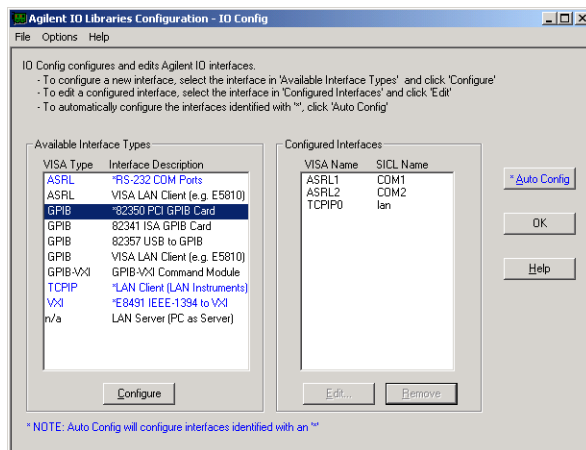 Agilent IO Libraries Configuration - IO Config
File Options Help
IO Config configures and edits Agilent IO interfaces.
- To configure a new interface, select the interface in 'Available Interface Types' and click 'Configure'
- To edit a configured interface, select the interface in 'Configured Interfaces' and click 'Edit'
- To automatically configure the interfaces identified with '*', click 'Auto Config'
Available Interface Types
VISA Type Interface Description
ASRL *RS-232 COM Ports
ASRL VISA LAN Client (e.g. E5810)
GPIB *82350 PCI GPIB Card
GPIB 82341 ISA GPIB Card
GPIB 82357 USB to GPIB
GPIB VISA LAN Client (e.g. E5810)
GPIB-VXI GPIB-VXI Command Module
TCPIP *LAN Client (LAN Instruments)
VXI *E8491 IEEE-1394 to VXI
n/a LAN Server (PC as Server)
Configure
Configured Interfaces
VISA Name SICL Name
ASRL1 COM1
ASRL2 COM2
TCPIP0 lan
Edit... Remove
* Auto Config
OK
Help
* NOTE: Auto Config will configure interfaces identified with an '*'